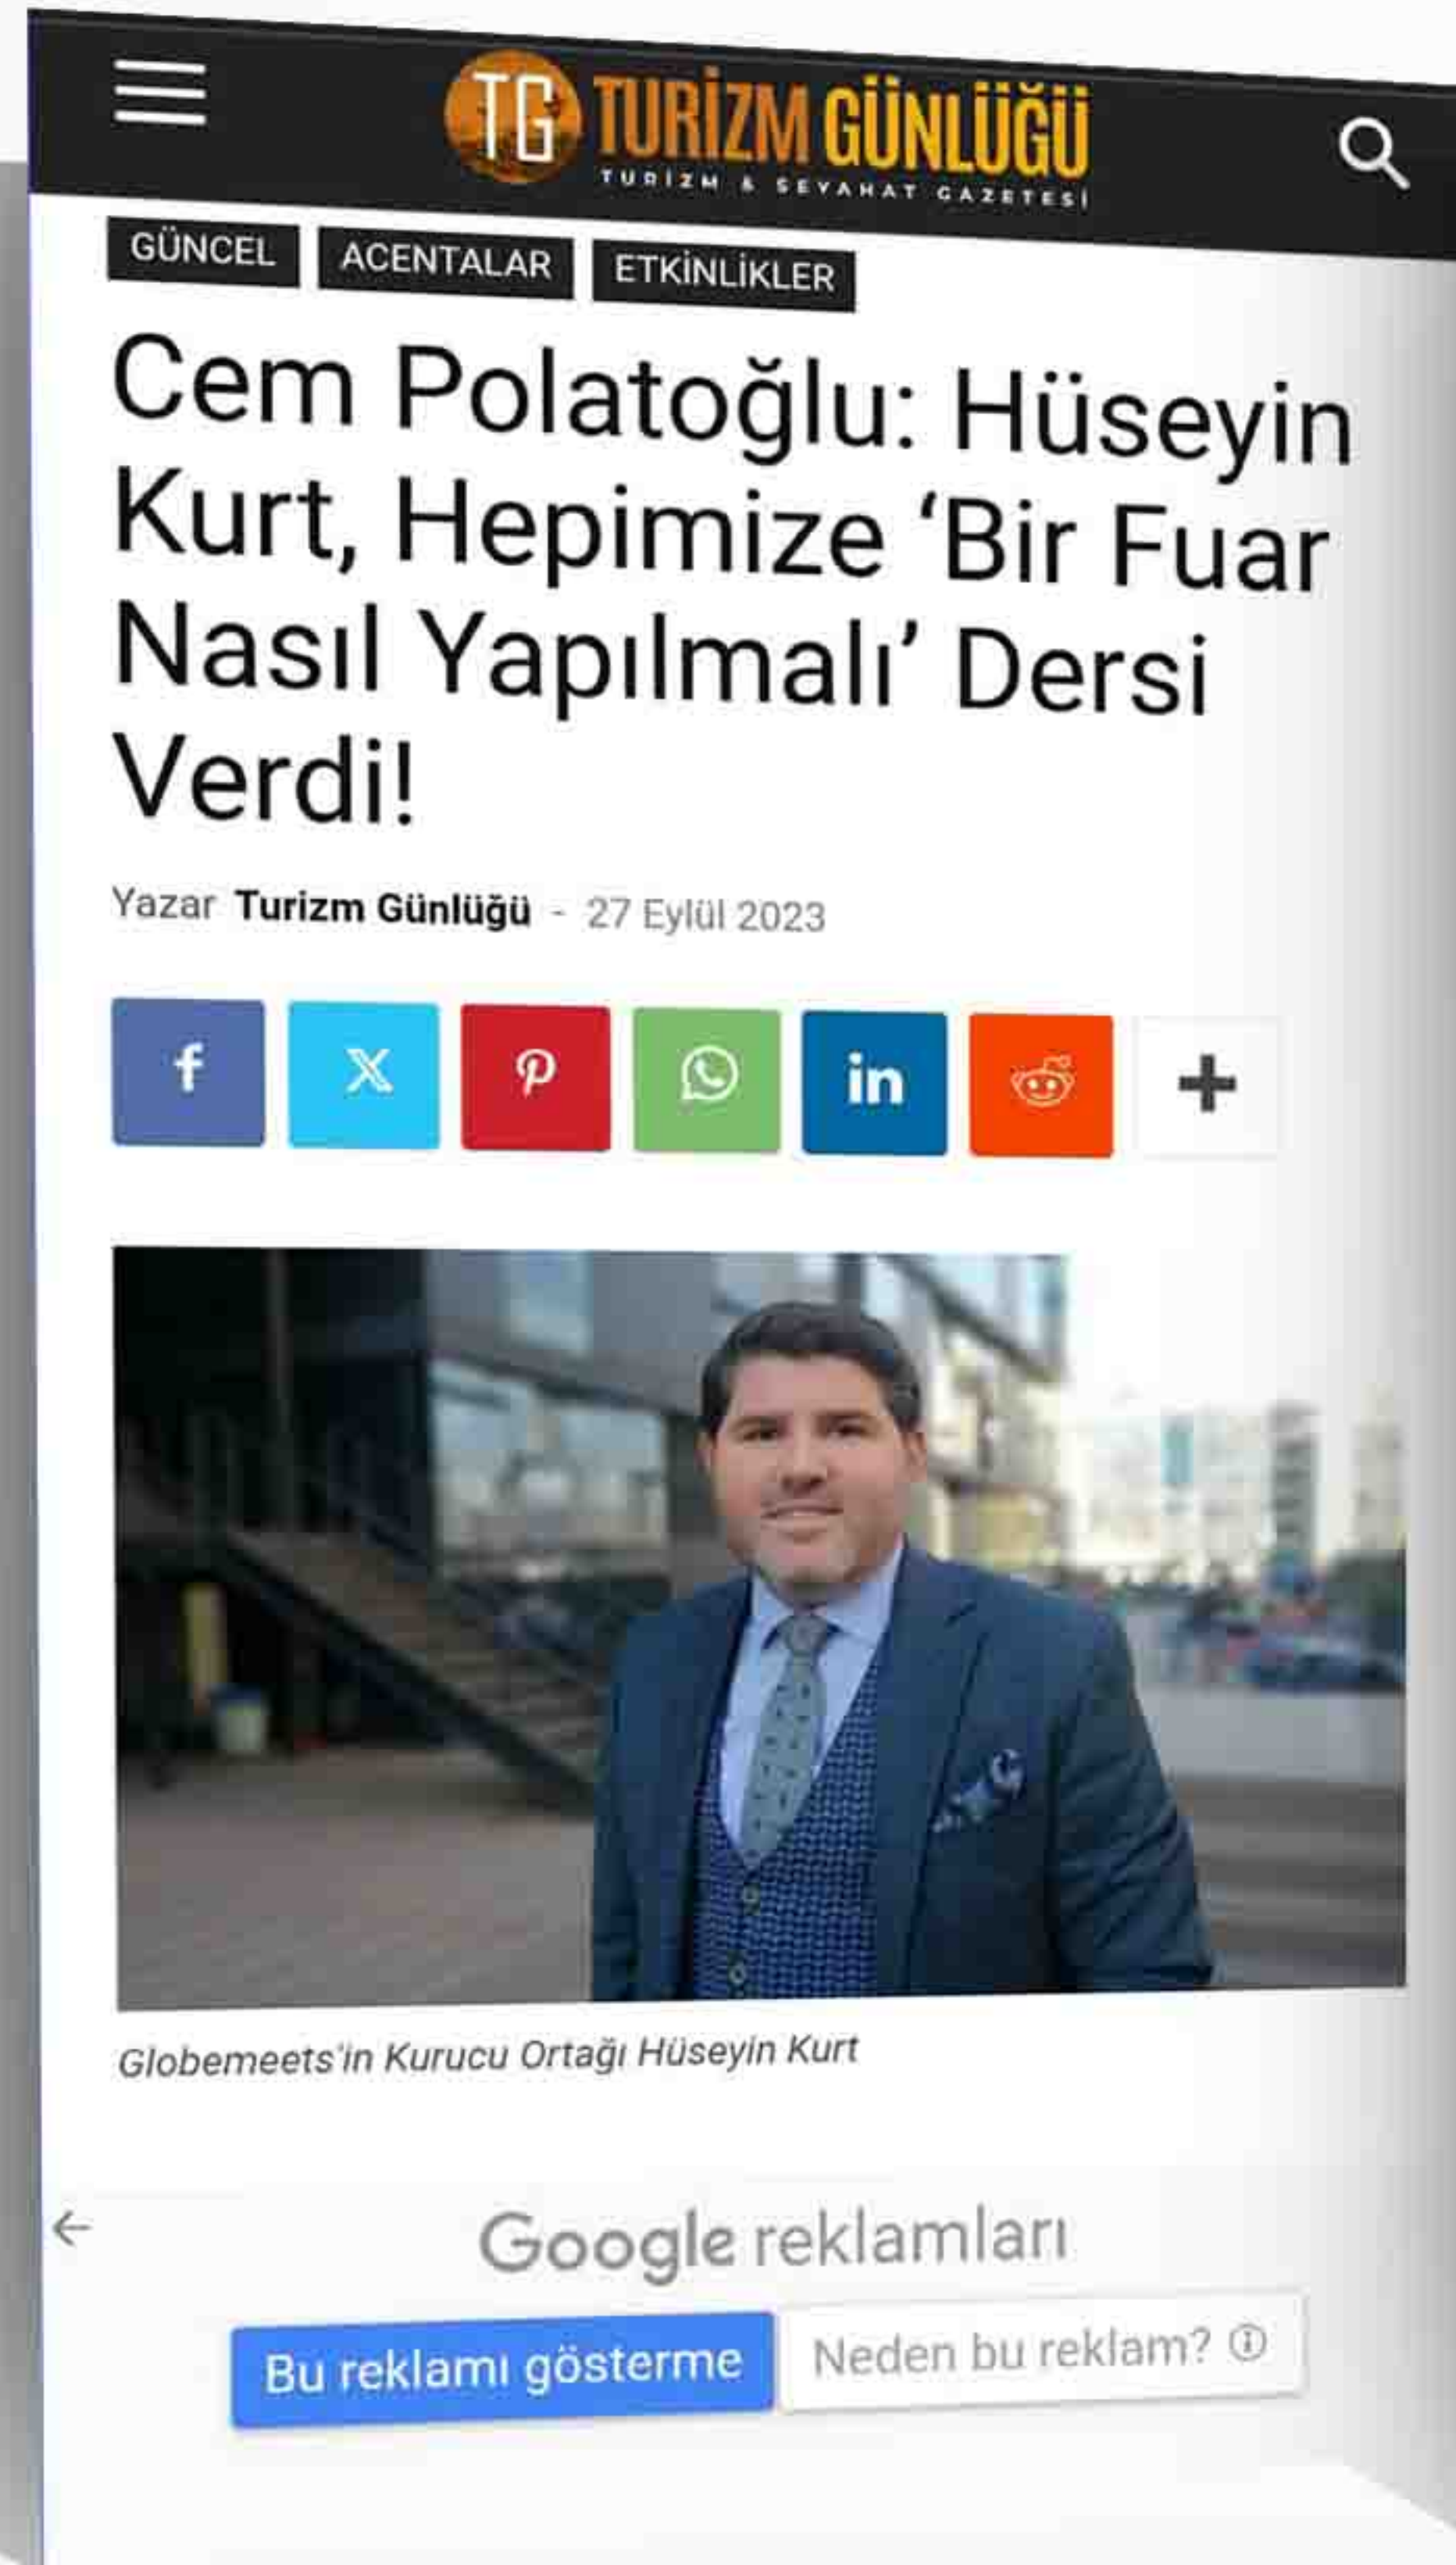 TG TURİZM GÜNLÜĞÜ
TURİZM & SEYAHAT GAZETESİ
GÜNCEL ACENTALAR ETKİNLİKLER
Cem Polatoğlu: Hüseyin
Kurt, Hepimize ‘Bir Fuar
Nasıl Yapılmalı’ Dersi
Verdi!
Yazar Turizm Günlüğü - 27 Eylül 2023
Globemeets'in Kurucu Ortağı Hüseyin Kurt
Google reklamları
Bu reklamı gösterme
Neden bu reklam?